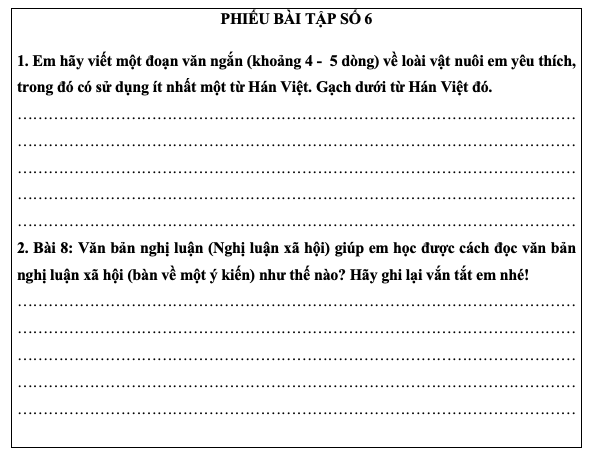 PHIẾU BÀI TẬP SỐ 6
1. Em hãy viết một đoạn văn ngắn (khoảng 4 - 5 dòng) về loài vật nuôi em yêu thích,
trong đó có sử dụng ít nhất một từ Hán Việt. Gạch dưới từ Hán Việt đó.
……………………………………………………………………………………
……………………………………………………………………………………
……………………………………………………………………………………
……………………………………………………………………………………
……………………………………………………………………………………
2. Bài 8: Văn bản nghị luận (Nghị luận xã hội) giúp em học được cách đọc văn bản
nghị luận xã hội (bàn về một ý kiến) như thế nào? Hãy ghi lại vắn tắt em nhé!
……………………………………………………………………………………
……………………………………………………………………………………
……………………………………………………………………………………
……………………………………………………………………………………
……………………………………………………………………………………